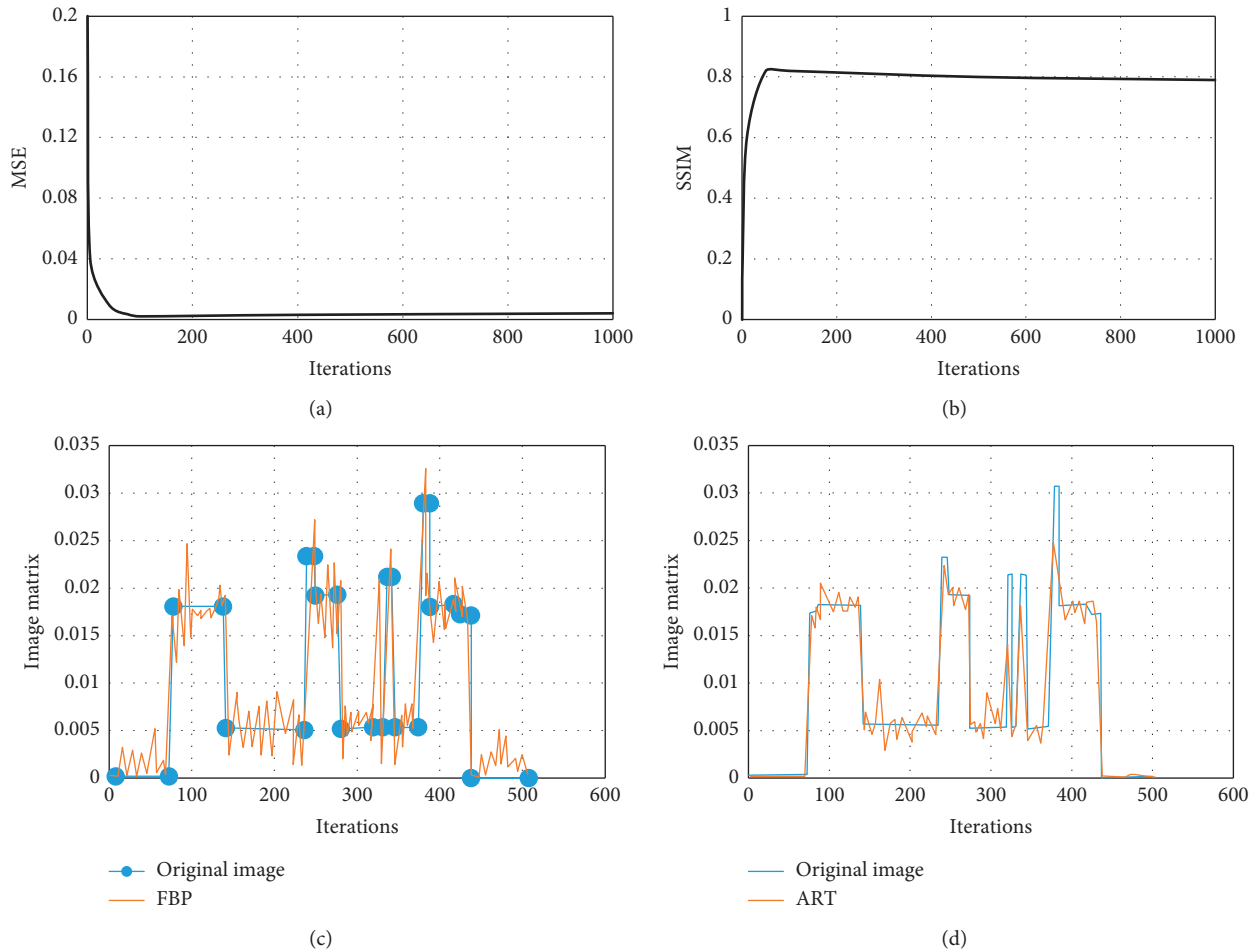 0.2
0.16
0.12
0.08
0.04
0
MSE
0 200 400 600 800 1000
Iterations
(a)
1
0.8
0.6
0.4
0.2
0
SSIM
0 200 400 600 800 1000
Iterations
(b)
0.035
0.03
0.025
0.02
0.015
0.01
0.005
0
Image matrix
0 100 200 300 400 500 600
Iterations
Original image
FBP
(c)
0.035
0.03
0.025
0.02
0.015
0.01
0.005
0
Image matrix
0 100 200 300 400 500 600
Iterations
Original image
ART
(d)